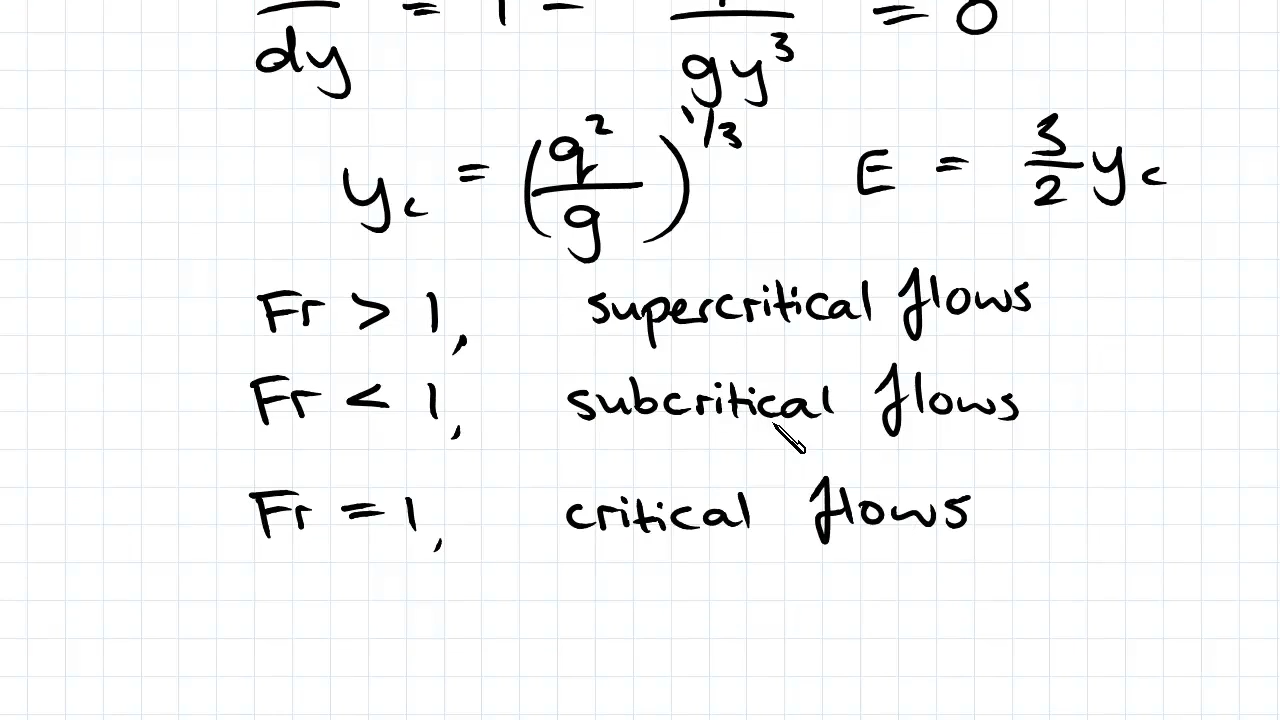 dy = 1 - gy³ = 0
y_c = (q²/g)^1/3 E = 3/2 y_c
Fr > 1, supercritical flows
Fr < 1, subcritical flows
Fr = 1, critical flows